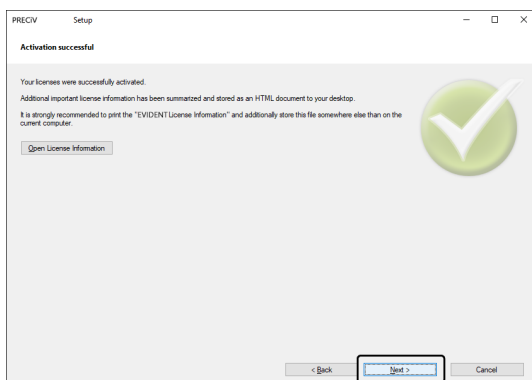 PRECiV Setup
Activation successful
Your licenses were successfully activated.
Additional important license information has been summarized and stored as an HTML document to your desktop.
It is strongly recommended to print the "EVIDENT License Information" and additionally store this file somewhere else than on the
current computer.
Open License Information
< Back Next > Cancel